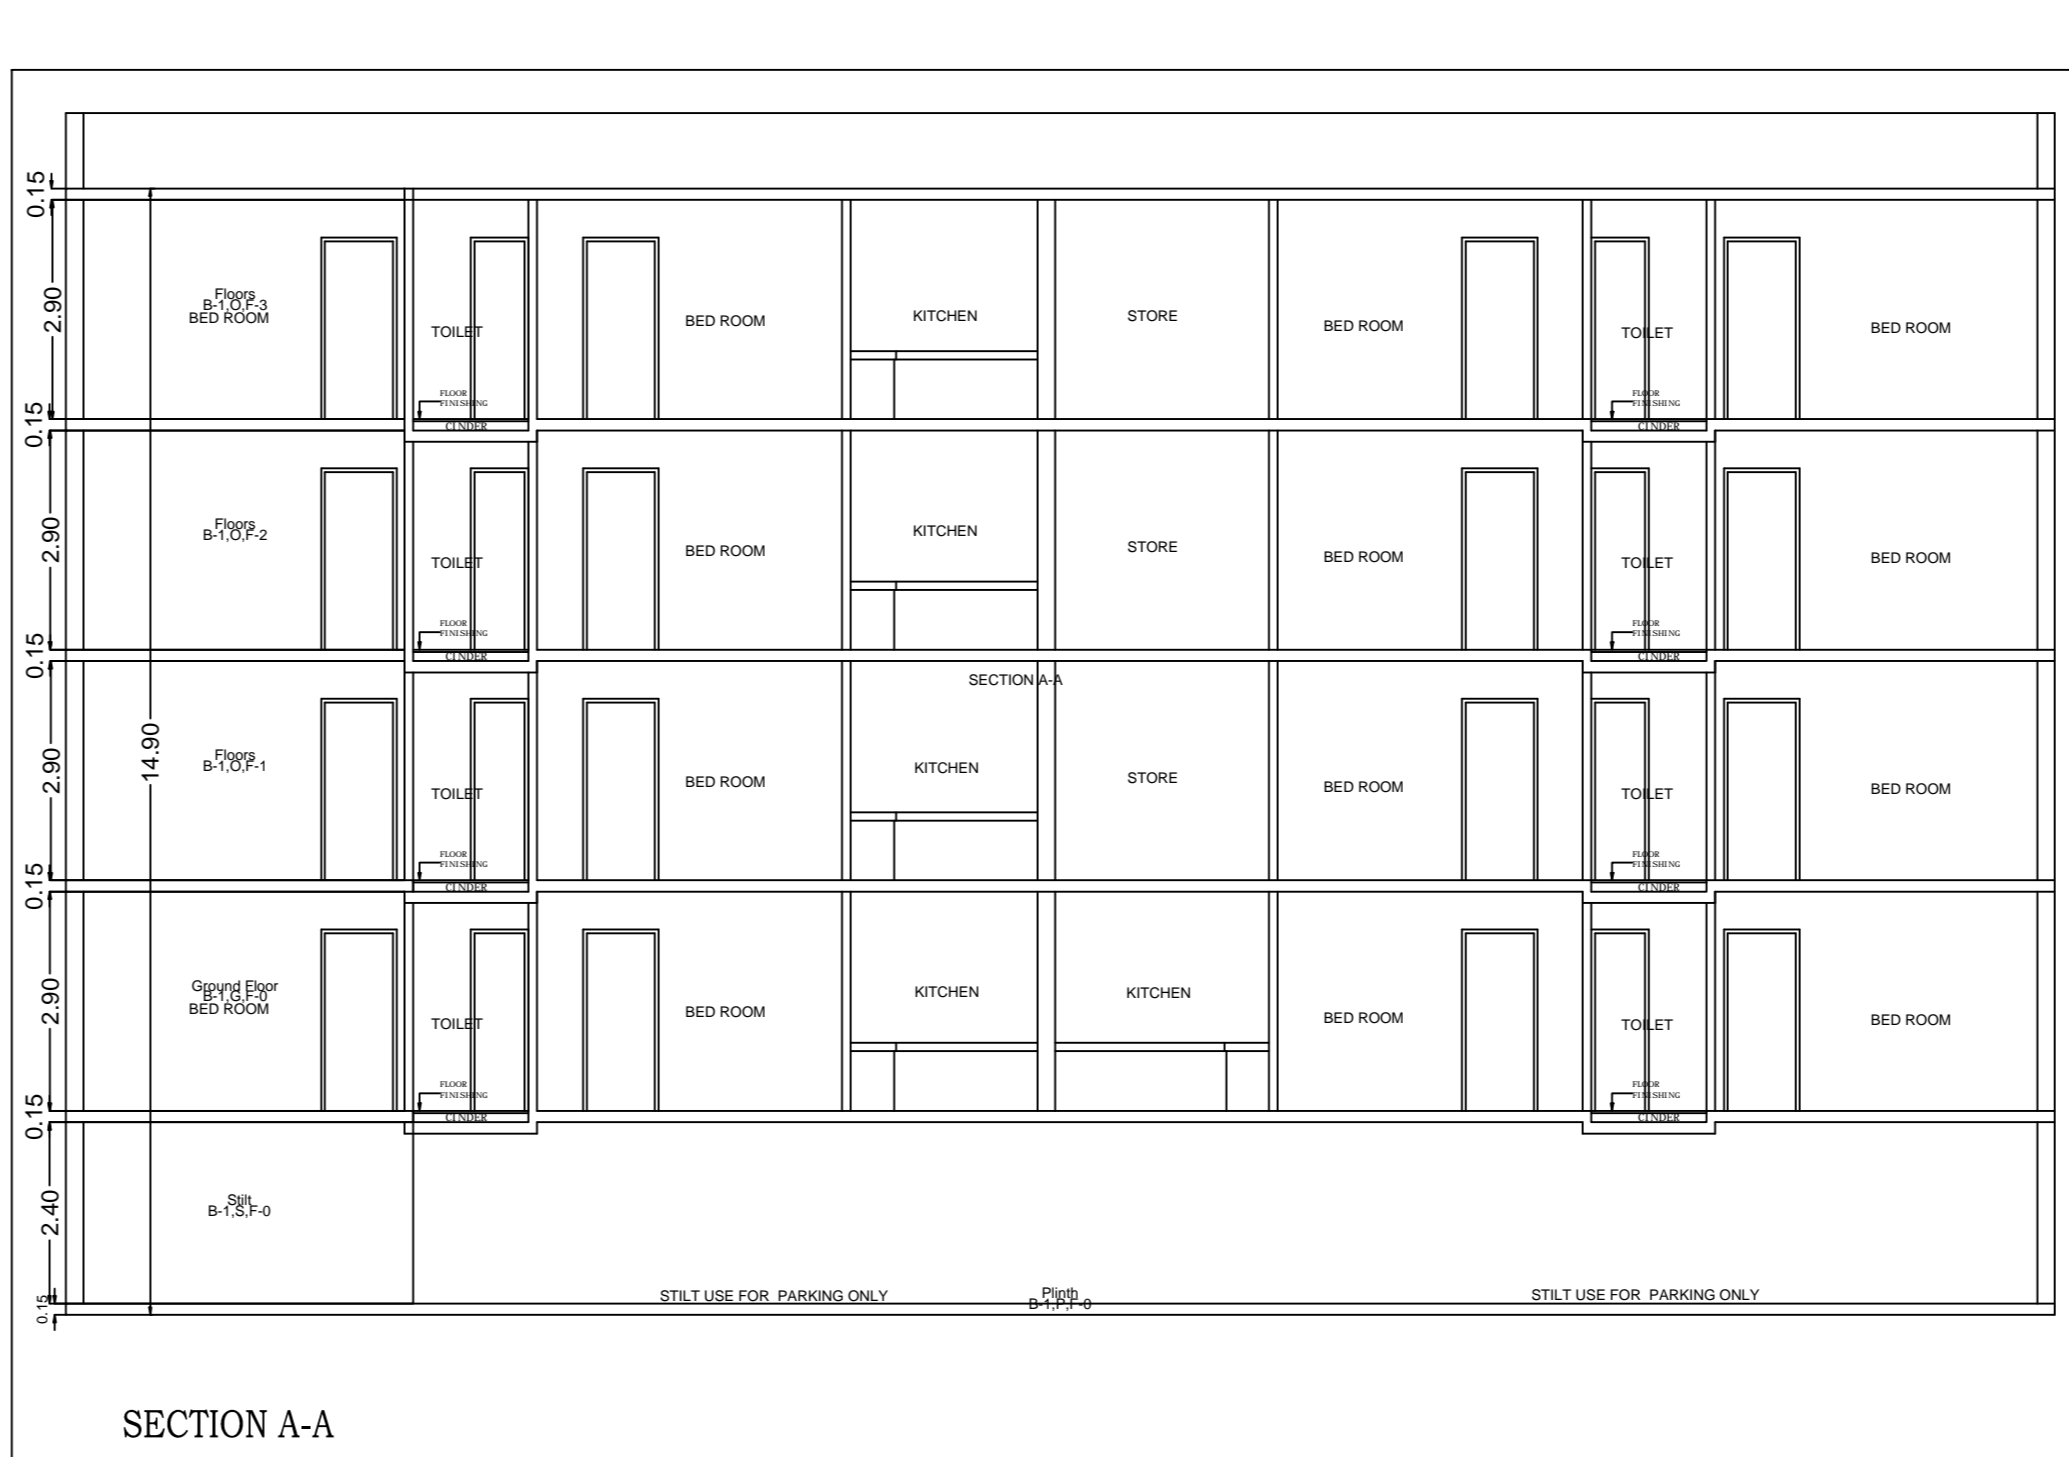 0.15
2.90
Floors
B-1,O,F-3
BED ROOM
TOILET
BED ROOM
KITCHEN
STORE
BED ROOM
TOILET
BED ROOM
FLOOR
FINISHING
CINDER
FLOOR
FINISHING
CINDER
0.15
2.90
Floors
B-1,O,F-2
TOILET
BED ROOM
KITCHEN
STORE
BED ROOM
TOILET
BED ROOM
FLOOR
FINISHING
CINDER
FLOOR
FINISHING
CINDER
0.15
SECTION A-A
2.90
14.90
Floors
B-1,O,F-1
TOILET
BED ROOM
KITCHEN
STORE
BED ROOM
TOILET
BED ROOM
FLOOR
FINISHING
CINDER
FLOOR
FINISHING
CINDER
0.15
2.90
Ground Floor
B-1,G,F-0
BED ROOM
TOILET
BED ROOM
KITCHEN
KITCHEN
BED ROOM
TOILET
BED ROOM
FLOOR
FINISHING
CINDER
FLOOR
FINISHING
CINDER
0.15
2.40
Stilt
B-1,S,F-0
STILT USE FOR PARKING ONLY
Plinth
B-1,P,F-0
STILT USE FOR PARKING ONLY
0.15
SECTION A-A